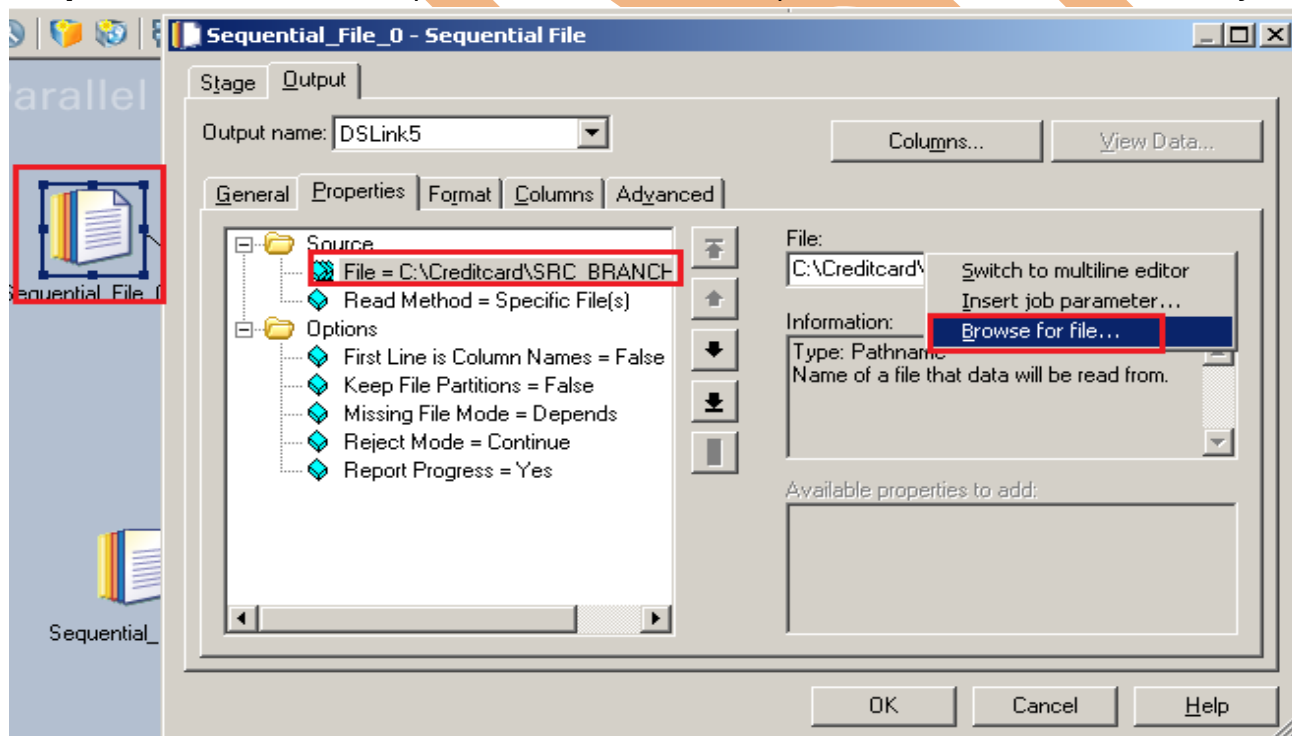 Sequential_File_0 - Sequential File
Parallel
Stage Output
Output name: DSLink5
Columns... View Data...
General Properties Format Columns Advanced
Source
File = C:\Creditcard\SRC_BRANCH
Read Method = Specific File(s)
Options
First Line is Column Names = False
Keep File Partitions = False
Missing File Mode = Depends
Reject Mode = Continue
Report Progress = Yes
File:
C:\Creditcard\
Switch to multiline editor
Insert job parameter...
Browse for file...
Information:
Type: Pathname
Name of a file that data will be read from.
Available properties to add:
Sequential_File_0
Sequential_
OK Cancel Help